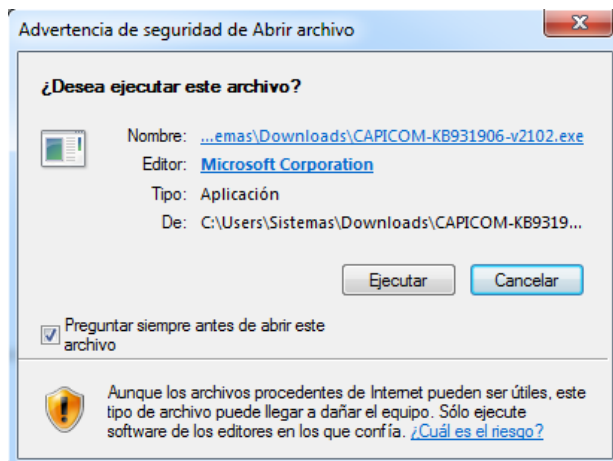 Advertencia de seguridad de Abrir archivo
¿Desea ejecutar este archivo?
Nombre: ...emas\Downloads\CAPICOM-KB931906-v2102.exe
Editor: Microsoft Corporation
Tipo: Aplicación
De: C:\Users\Sistemas\Downloads\CAPICOM-KB9319...
Ejecutar Cancelar
Preguntar siempre antes de abrir este
archivo
Aunque los archivos procedentes de Internet pueden ser útiles, este
tipo de archivo puede llegar a dañar el equipo. Sólo ejecute
software de los editores en los que confía. ¿Cuál es el riesgo?